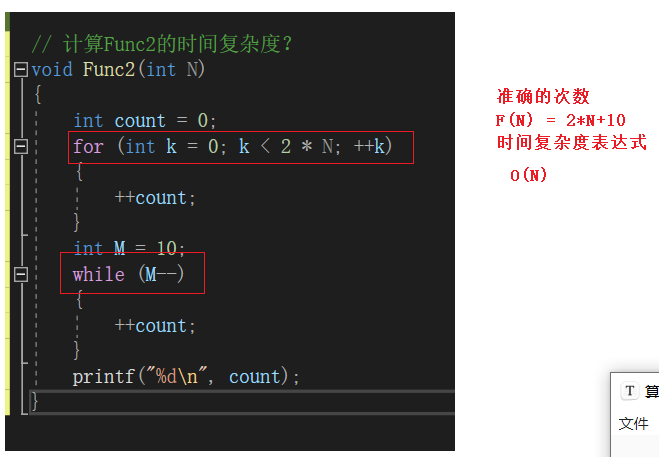 // 计算Func2的时间复杂度？
void Func2(int N)
{
int count = 0;
for (int k = 0; k < 2 * N; ++k)
{
++count;
}
int M = 10;
while (M--)
{
++count;
}
printf("%d\n", count);
}
准确的次数
F(N) = 2*N+10
时间复杂度表达式
O(N)
T 算
文件